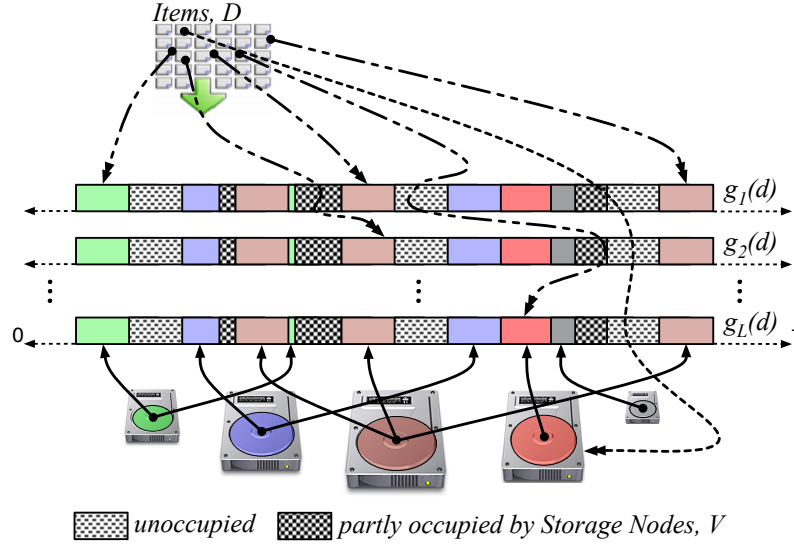 Items, D
g1(d)
g2(d)
gL(d)
0
unoccupied
partly occupied by Storage Nodes, V